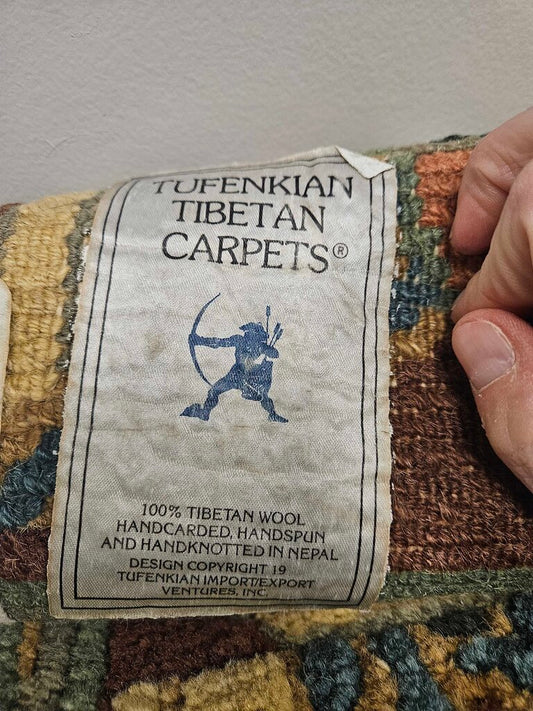 TUFENKIAN
TIBETAN
CARPETS®
100% TIBETAN WOOL
HANDCARDED, HANDSPUN
AND HANDKNOTTED IN NEPAL
DESIGN COPYRIGHT 19
TUFENKIAN IMPORT/EXPORT
VENTURES, INC.